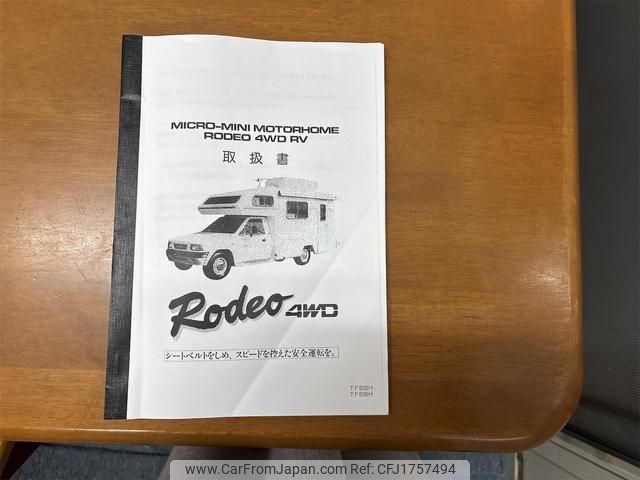 MICRO-MINI MOTORHOME
RODEO 4WD RV
取扱書
Rodeo 4WD
シートベルトをしめ、スピードを控えた安全運転を。
TFS52H
TFS55H
www.CarFromJapan.com Ref: CFJ1757494